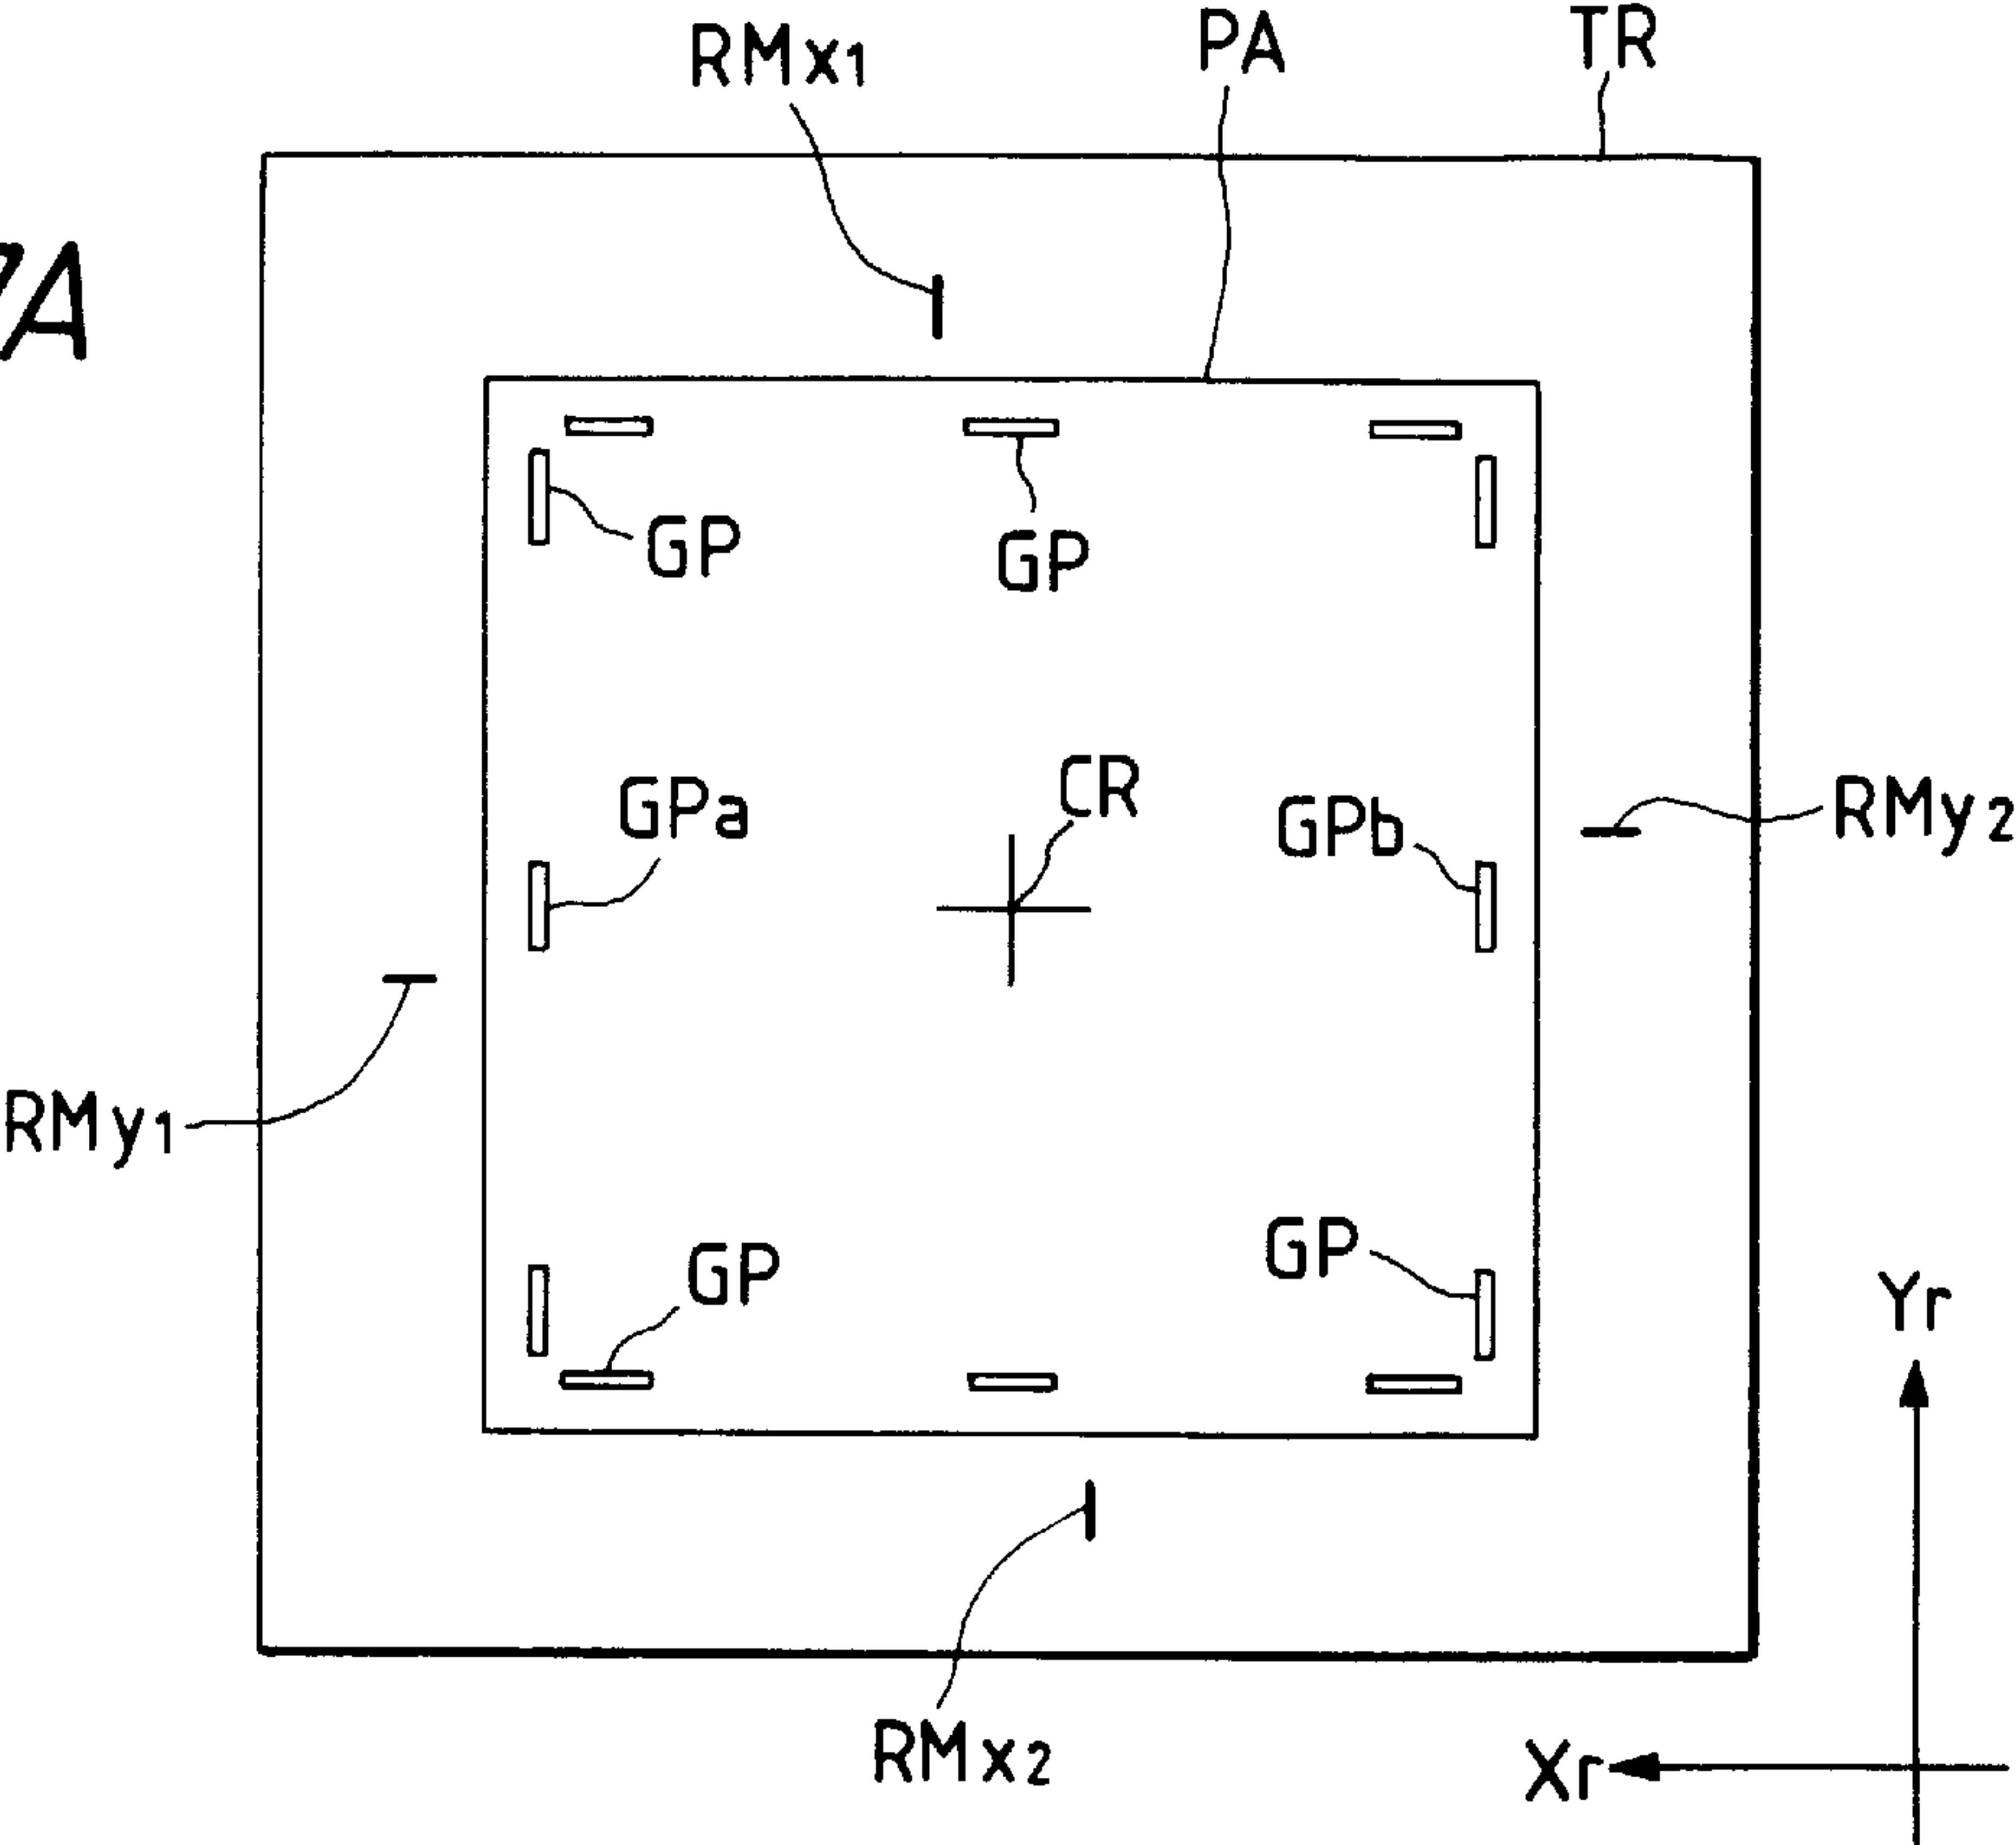 RMx1 PA TR
7A
GP GP
GPa CR GPb RMy2
RMy1
GP GP
Yr
RMx2 Xr